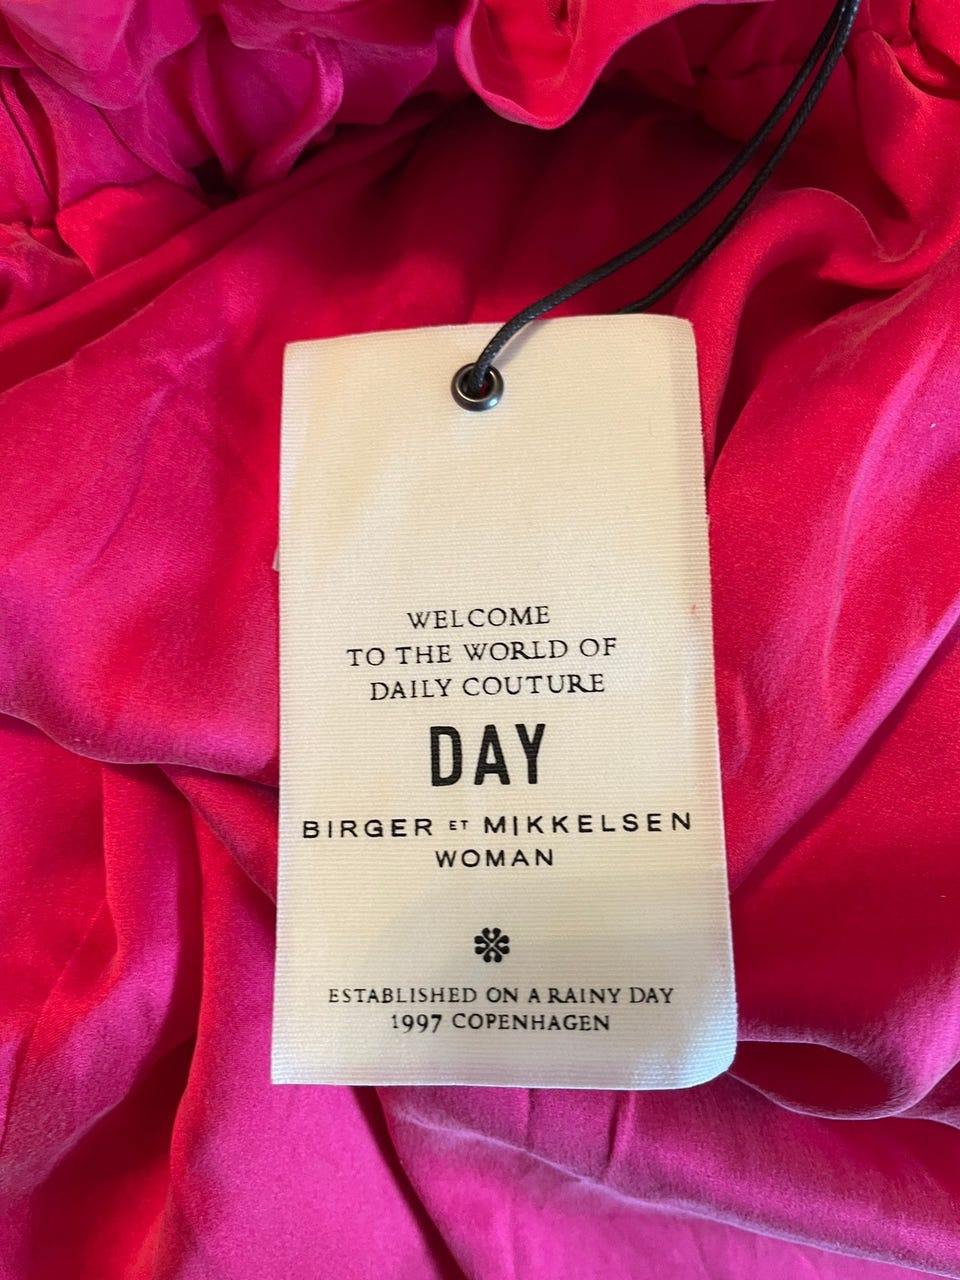 WELCOME
TO THE WORLD OF
DAILY COUTURE
DAY
BIRGER ET MIKKELSEN
WOMAN
ESTABLISHED ON A RAINY DAY
1997 COPENHAGEN